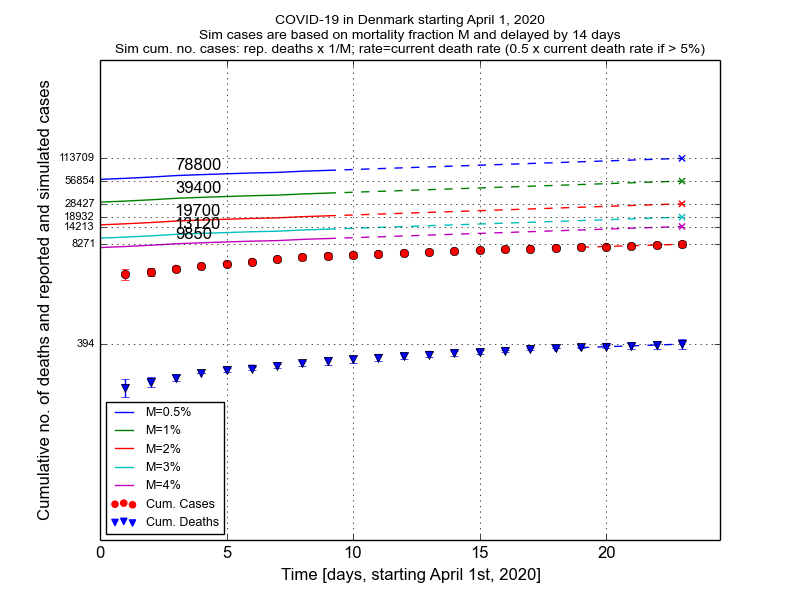 COVID-19 in Denmark starting April 1, 2020
Sim cases are based on mortality fraction M and delayed by 14 days
Sim cum. no. cases: rep. deaths x 1/M; rate=current death rate (0.5 x current death rate if > 5%)
Cumulative no. of deaths and reported and simulated cases
113709
56854
28427
18932
14213
8271
394
78800
39400
19700
13120
9850
M=0.5%
M=1%
M=2%
M=3%
M=4%
Cum. Cases
Cum. Deaths
0 5 10 15 20
Time [days, starting April 1st, 2020]